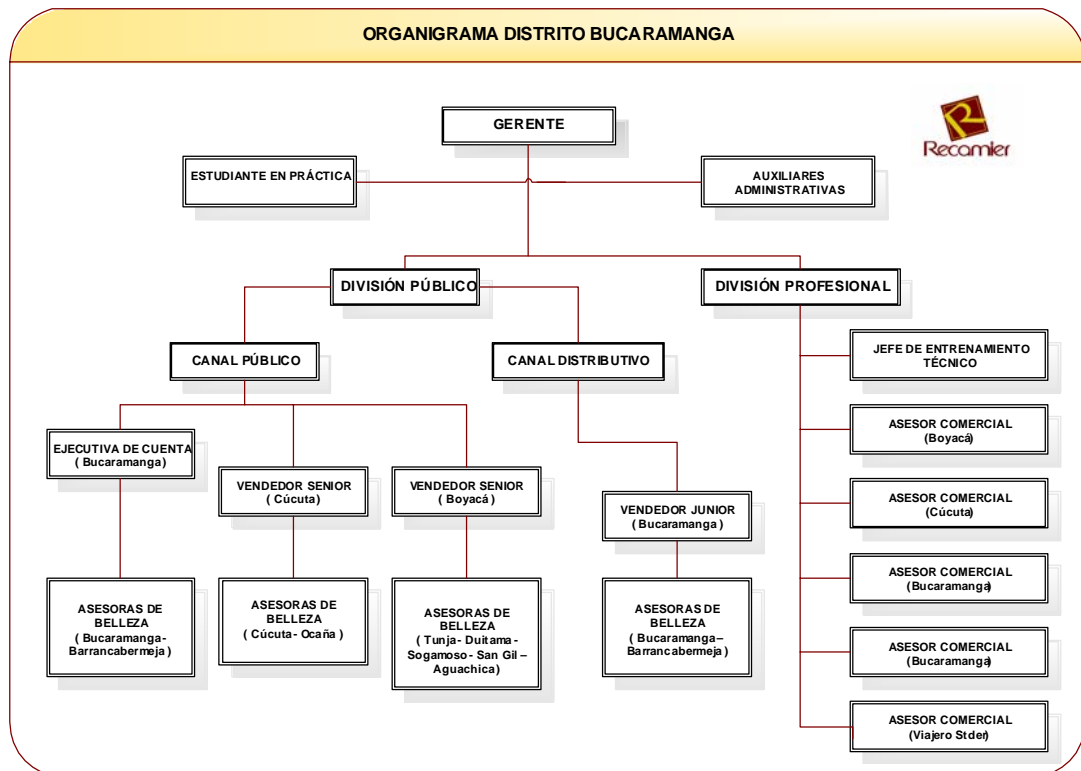 ORGANIGRAMA DISTRITO BUCARAMANGA
GERENTE
Recamier
ESTUDIANTE EN PRÁCTICA
AUXILIARES
ADMINISTRATIVAS
DIVISIÓN PÚBLICO
DIVISIÓN PROFESIONAL
CANAL PÚBLICO
CANAL DISTRIBUTIVO
EJECUTIVA DE CUENTA
( Bucaramanga)
VENDEDOR SENIOR
( Cúcuta)
VENDEDOR SENIOR
( Boyacá)
VENDEDOR JUNIOR
(Bucaramanga)
ASESORAS DE
BELLEZA
( Bucaramanga-
Barrancabermeja )
ASESORAS DE
BELLEZA
( Cúcuta- Ocaña )
ASESORAS DE
BELLEZA
( Tunja- Duitama-
Sogamoso- San Gil –
Aguachica)
ASESORAS DE
BELLEZA
( Bucaramanga–
Barrancabermeja)
JEFE DE ENTRENAMIENTO
TÉCNICO
ASESOR COMERCIAL
(Boyacá)
ASESOR COMERCIAL
(Cúcuta)
ASESOR COMERCIAL
(Bucaramanga)
ASESOR COMERCIAL
(Bucaramanga)
ASESOR COMERCIAL
(Viajero Stder)